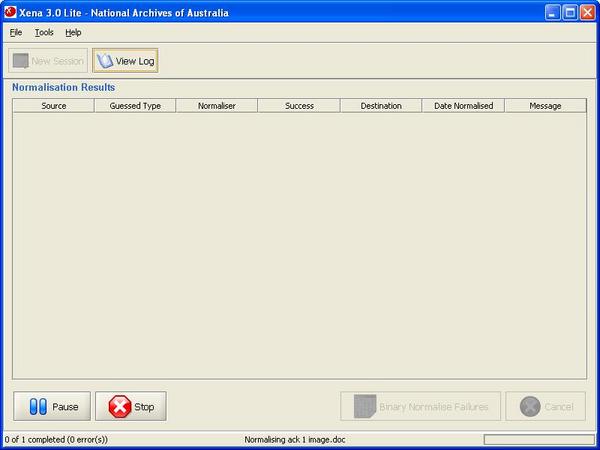 Xena 3.0 Lite - National Archives of Australia
File Tools Help
New Session View Log
Normalisation Results
Source Guessed Type Normaliser Success Destination Date Normalised Message
Pause Stop Binary Normalise Failures Cancel
0 of 1 completed (0 error(s)) Normalising ack 1 image.doc